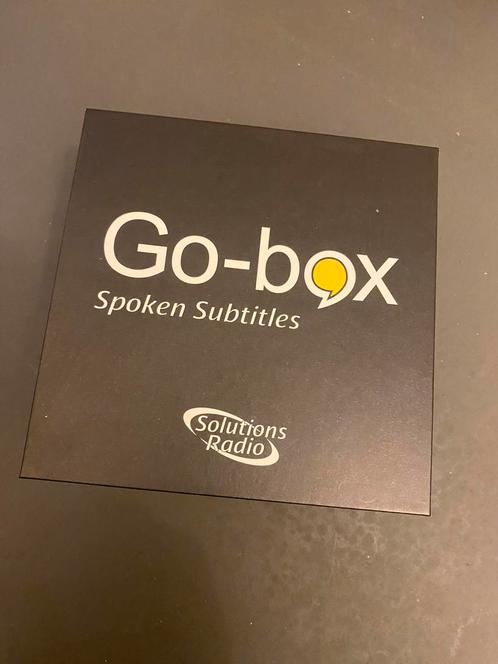 Go-box
Spoken Subtitles
Solutions
Radio